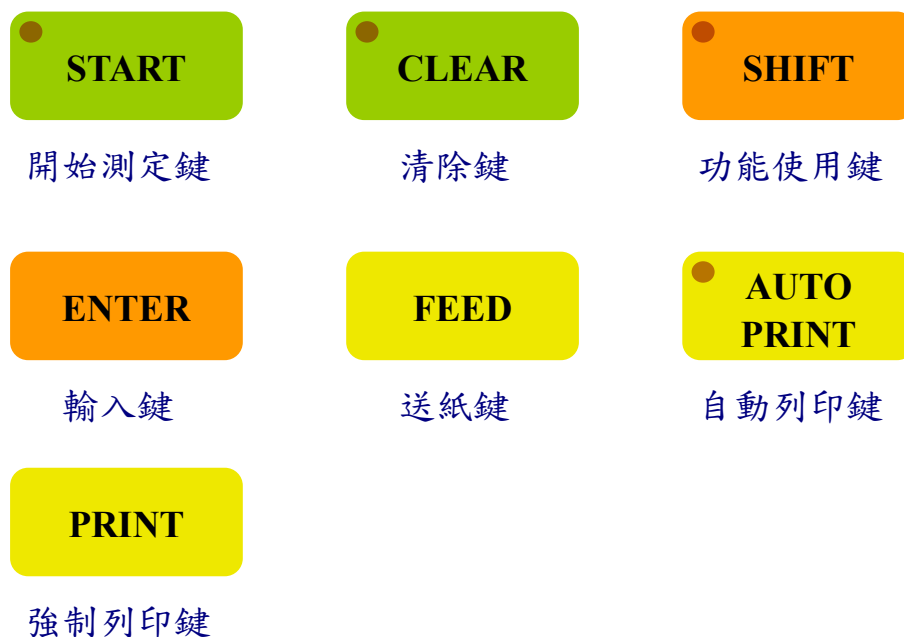 START
CLEAR
SHIFT
開始測定鍵
清除鍵
功能使用鍵
ENTER
FEED
AUTO
PRINT
輸入鍵
送紙鍵
自動列印鍵
PRINT
強制列印鍵